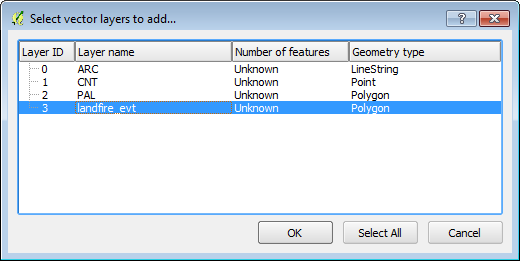 Select vector layers to add...
Layer ID Layer name Number of features Geometry type
0 ARC Unknown LineString
1 CNT Unknown Point
2 PAL Unknown Polygon
3 landfire_evt Unknown Polygon
OK Select All Cancel